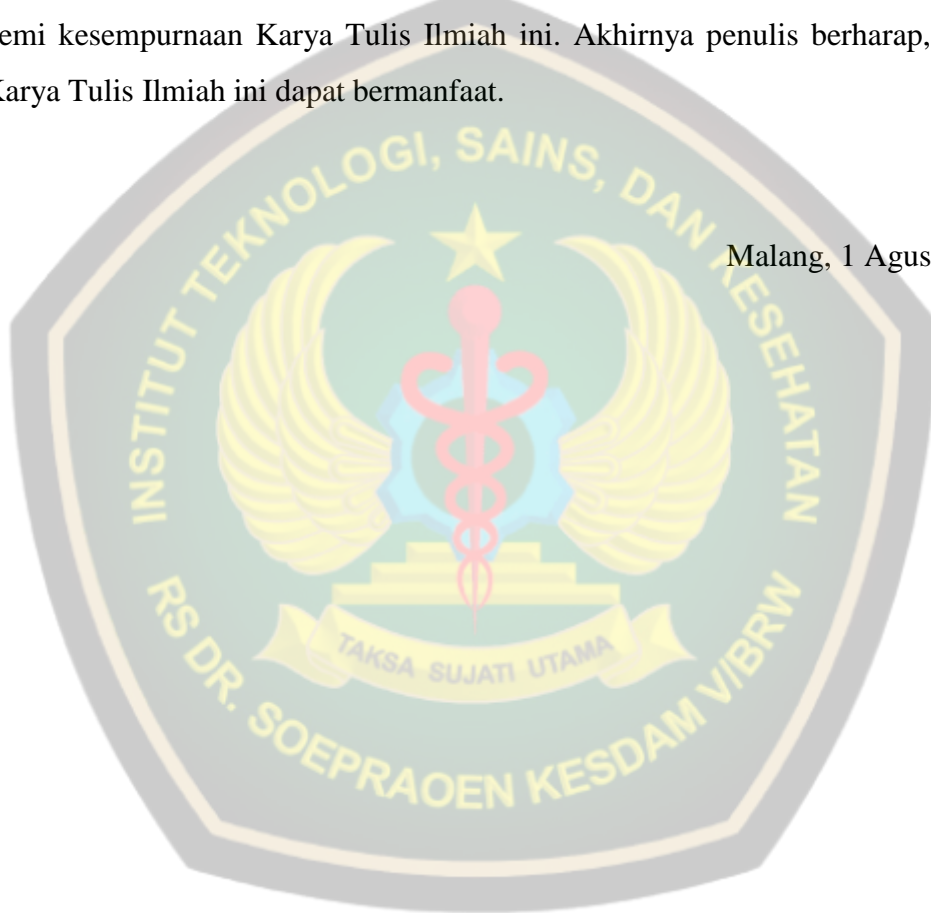 emi kesempurnaan Karya Tulis Ilmiah ini. Akhirnya penulis berharap,
Karya Tulis Ilmiah ini dapat bermanfaat.
Malang, 1 Agus
INSTITUT TEKNOLOGI, SAINS, DAN KESEHATAN
TAKSA SUJATI UTAMA
RS DR. SOEPRAOEN KESDAM V/BRW